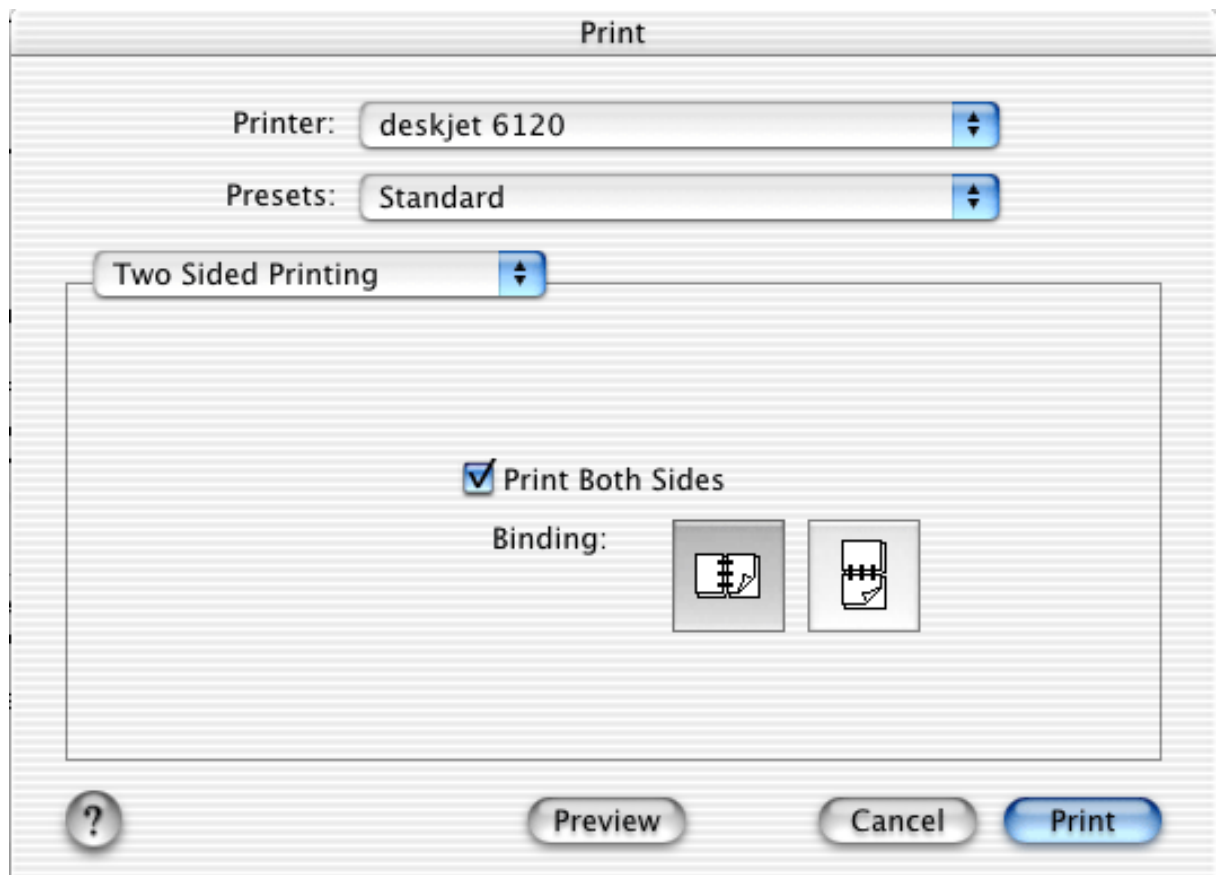 Print
Printer: deskjet 6120
Presets: Standard
Two Sided Printing
Print Both Sides
Binding:
? Preview Cancel Print